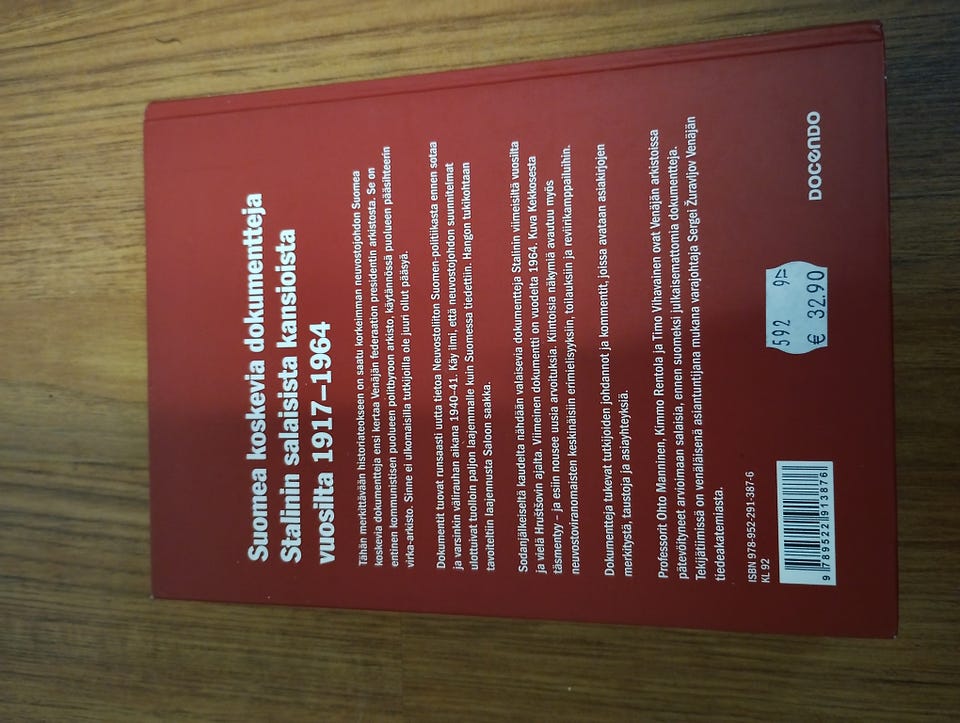 Suomea koskevia dokumentteja
Stalinin salaisista kansioista
vuosilta 1917–1964
Tähän merkittävään historiateokseen on saatu korkeimman neuvostojohdon Suomea
koskevia dokumentteja ensi kertaa Venäjän federaation presidentin arkistosta. Se on
entinen kommunistisen puolueen politbyroon arkisto, käytännössä puolueen pääsihteerin
virka-arkisto. Sinne ei ulkomaisilla tutkijoilla ole juuri ollut pääsyä.
Dokumentit tuovat runsaasti uutta tietoa Neuvostoliiton Suomen-politiikasta ennen sotaa
ja varsinkin välirauhan aikana 1940–41. Käy ilmi, että neuvostojohdon suunnitelmat
ulottuivat tuolloin paljon laajemmalle kuin Suomessa tiedettiin. Hangon tukikohtaan
tavoiteltiin laajennusta Saloon saakka.
Sodanjälkeiseltä kaudelta nähdään valaisevia dokumentteja Stalinin viimeisiltä vuosilta
ja vielä Hruštšovin ajalta. Viimeinen dokumentti on vuodelta 1964. Kuva Kekkosesta
täsmentyy – ja esiin nousee uusia arvoituksia. Kiintoisia näkymiä avautuu myös
neuvostoviranomaisten keskinäisiin erimielisyyksiin, tollauksiin ja reviirikamppailuihin.
Dokumentteja tukevat tutkijoiden johdannot ja kommentit, joissa avataan asiakirjojen
merkitystä, taustoja ja asiayhteyksiä.
Professorit Ohto Manninen, Kimmo Rentola ja Timo Vihavainen ovat Venäjän arkistoissa
pätevöityneet arvioimaan salaisia, ennen suomeksi julkaisemattomia dokumentteja.
Tekijätiimissä on venäläisenä asiantuntijana mukana varajohtaja Sergei Žuravljov Venäjän
tiedeakatemiasta.
ISBN 978-952-291-387-6
KL 92
9 789522 913876
592 9,=
€ 32.90
DOCENDO